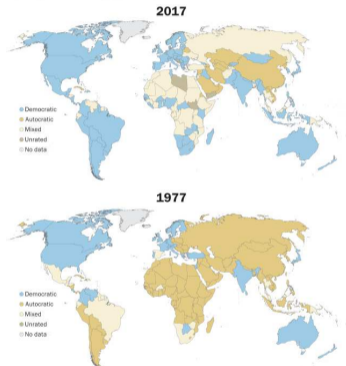 2017
Democratic
Autocratic
Mixed
Unrated
No data
1977
Democratic
Autocratic
Mixed
Unrated
No data